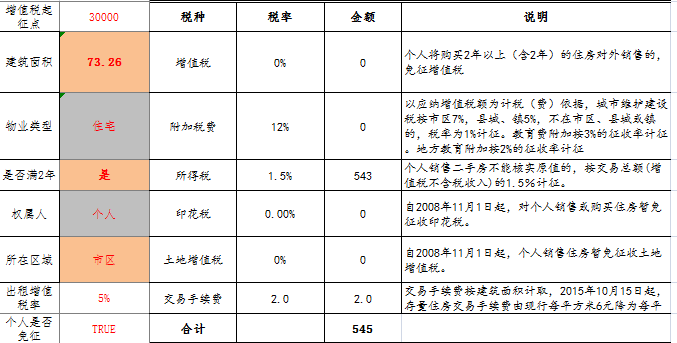 增值税起征点 30000 税种 税率 金额 说明
建筑面积 73.26 增值税 0% 0 个人将购买2年以上（含2年）的住房对外销售的，
免征增值税
物业类型 住宅 附加税费 12% 0 以应纳增值税额为计税（费）依据，城市维护建设
税按市区7%，县城、镇5%，不在市区、县城或镇
的，税率为1%计征。教育费附加按3%的征收率计征
。地方教育附加按2%的征收率计征
是否满2年 是 所得税 1.5% 543 个人销售二手房不能核实原值的，按交易总额(增
值税不含税收入)的1.5%计征。
权属人 个人 印花税 0.00% 0 自2008年11月1日起，对个人销售或购买住房暂免
征收印花税。
所在区域 市区 土地增值税 0% 0 自2008年11月1日起，个人销售住房暂免征收土地
增值税。
出租增值税率 5% 交易手续费 2.0 2.0 交易手续费按建筑面积计取，2015年10月15日起，
存量住房交易手续费由现行每平方米6元降为每平
个人是否免征 TRUE 合计 545